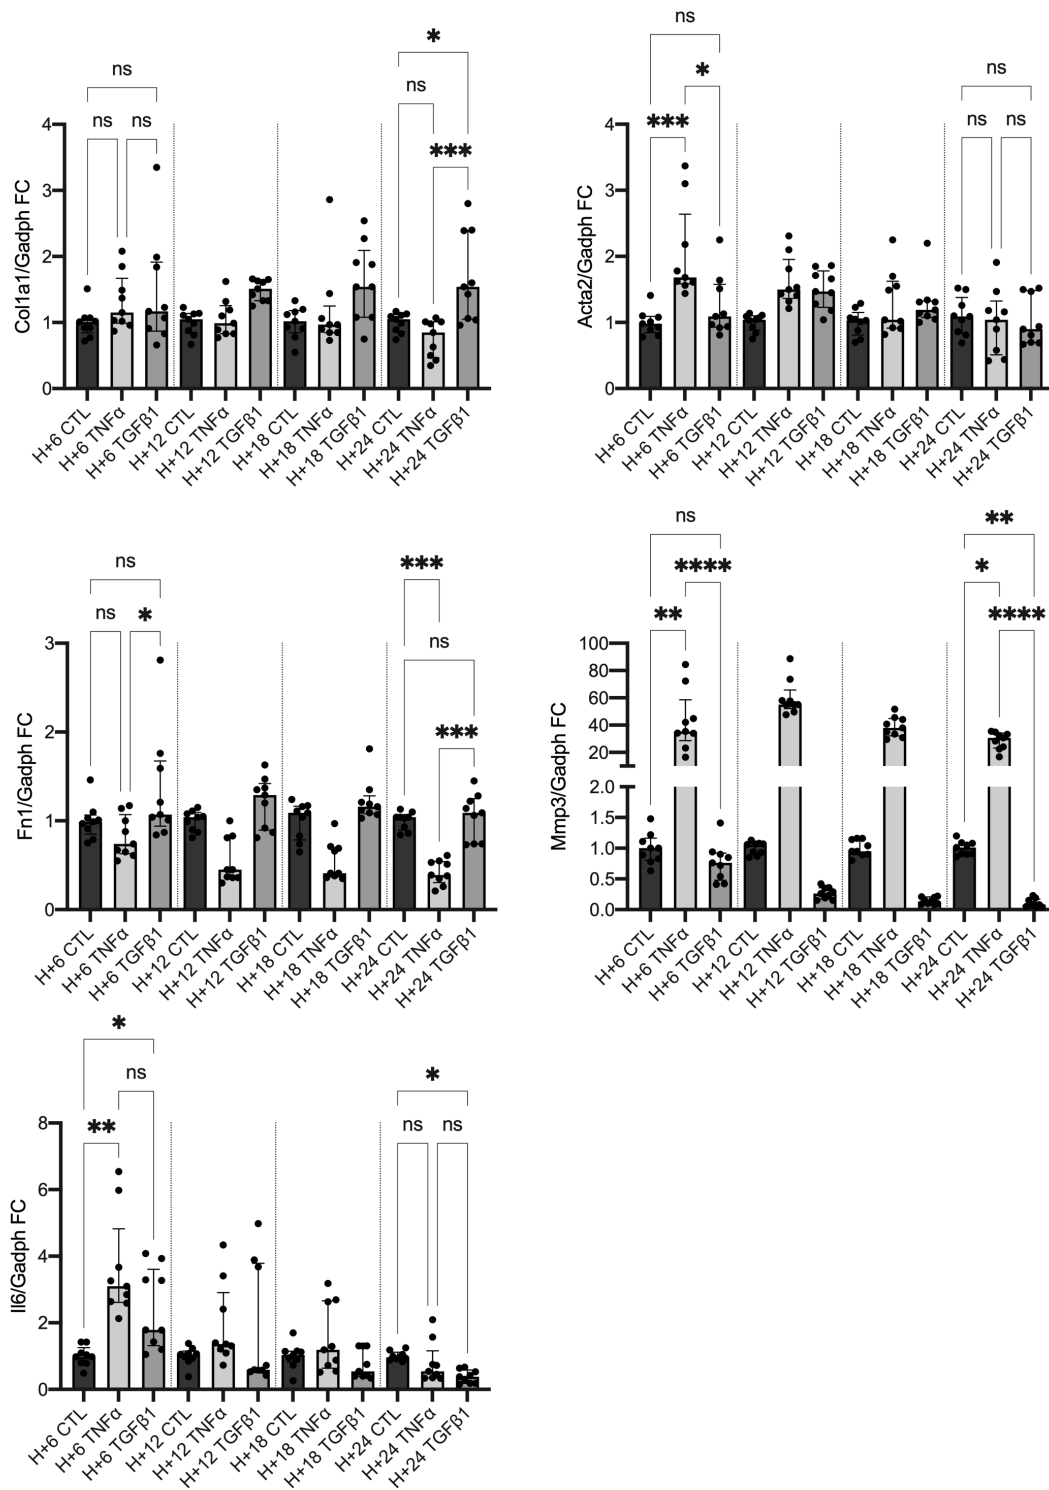 ns
ns
ns
*
ns
***
Col1a1/Gadph FC
4
3
2
1
0
H+6 CTL
H+6 TNFα
H+6 TGFβ1
H+12 CTL
H+12 TNFα
H+12 TGFβ1
H+18 CTL
H+18 TNFα
H+18 TGFβ1
H+24 CTL
H+24 TNFα
H+24 TGFβ1
ns
*
***
ns
ns
ns
Acta2/Gadph FC
4
3
2
1
0
H+6 CTL
H+6 TNFα
H+6 TGFβ1
H+12 CTL
H+12 TNFα
H+12 TGFβ1
H+18 CTL
H+18 TNFα
H+18 TGFβ1
H+24 CTL
H+24 TNFα
H+24 TGFβ1
ns
ns
*
***
ns
***
Fn1/Gadph FC
3
2
1
0
H+6 CTL
H+6 TNFα
H+6 TGFβ1
H+12 CTL
H+12 TNFα
H+12 TGFβ1
H+18 CTL
H+18 TNFα
H+18 TGFβ1
H+24 CTL
H+24 TNFα
H+24 TGFβ1
ns
****
**
**
*
****
Mmp3/Gadph FC
100
80
60
40
20
2.0
1.5
1.0
0.5
0.0
H+6 CTL
H+6 TNFα
H+6 TGFβ1
H+12 CTL
H+12 TNFα
H+12 TGFβ1
H+18 CTL
H+18 TNFα
H+18 TGFβ1
H+24 CTL
H+24 TNFα
H+24 TGFβ1
*
ns
**
*
ns
ns
Il6/Gadph FC
8
6
4
2
0
H+6 CTL
H+6 TNFα
H+6 TGFβ1
H+12 CTL
H+12 TNFα
H+12 TGFβ1
H+18 CTL
H+18 TNFα
H+18 TGFβ1
H+24 CTL
H+24 TNFα
H+24 TGFβ1